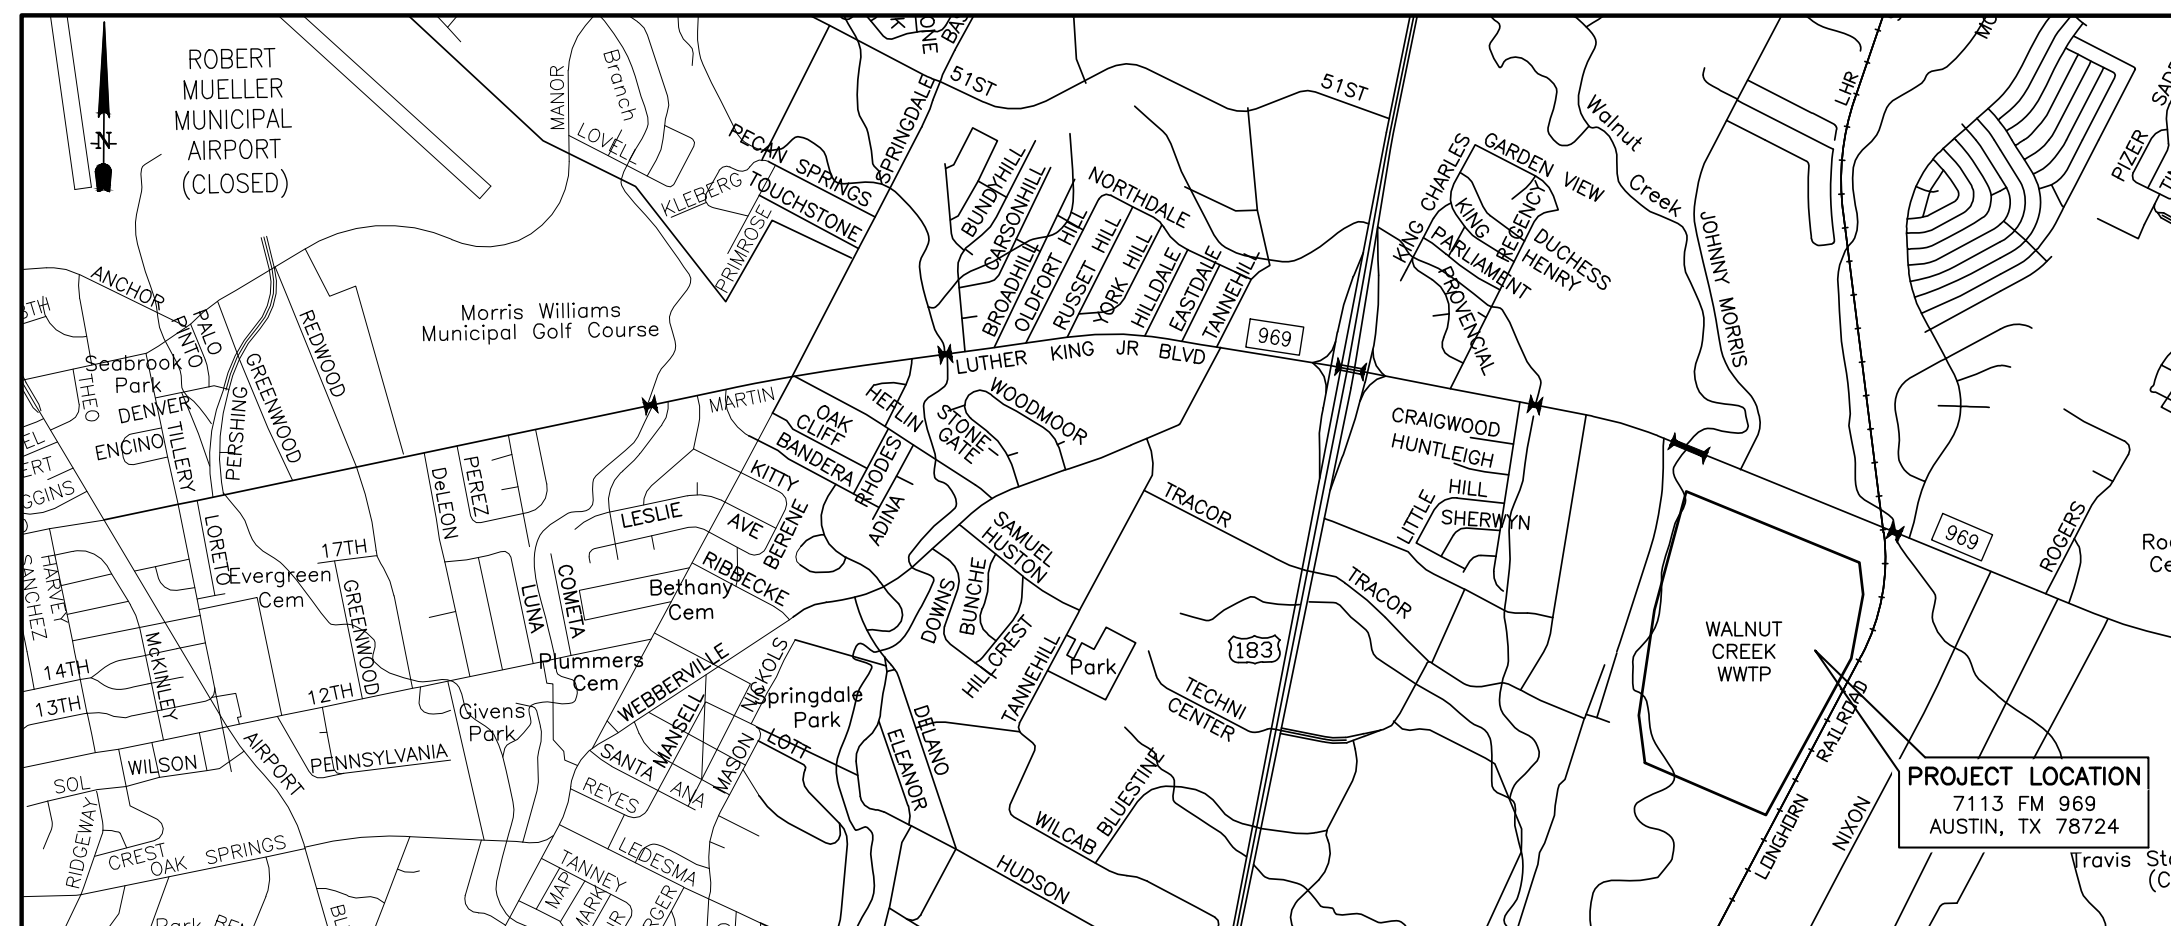 ROBERT
MUELLER
MUNICIPAL
AIRPORT
(CLOSED)
N
MANOR
Branch
LOVELL
51ST
51ST
SPRINGDALE
PECAN SPRINGS
KLEBERG
TOUCHSTONE
PRIMROSE
BUNDYHILL
CARSONHILL
NORTHDALE
BROADHILL
OLDFORT HILL
RUSSET HILL
YORK HILL
HILLDALE
EASTDALE
TANNEHILL
969
KING CHARLES
GARDEN VIEW
KING
REGENCY
DUCHESS
HENRY
PARLIAMENT
PROVENCIAL
Walnut
Creek
JOHNNY MORRIS
LHR
PIZER
ANCHOR
PINTO
PALO
REDWOOD
Morris Williams
Municipal Golf Course
Seabrook
Park
THEO
DENVER
ENCINO
TILLERY
PERSHING
GREENWOOD
MARTIN
LUTHER KING JR BLVD
HEFLIN
OAK
CLIFF
BANDERA
RHODES
ADINA
STONE-
GATE
WOODMOOR
KITTY
AVE
BERENE
LESLIE
RIBBECKE
PEREZ
DeLEON
LORETO
17TH
Evergreen
Cem
GREENWOOD
LUNA
COMETA
Bethany
Cem
SAMUEL
HUSTON
DOWNS
BUNCHE
HILLCREST
TANNEHILL
Park
TRACOR
TRACOR
CRAIGWOOD
HUNTLEIGH
HILL
LITTLE
SHERWYN
183
TECHNI
CENTER
WALNUT
CREEK
WWTP
969
ROGERS
HARVEY
SANCHEZ
McKINLEY
14TH
13TH
12TH
Plummers
Cem
WEBBERVILLE
NICKOLS
Springdale
Park
MANSELL
SANTA
ANA
MASON
LOTT
Givens
Park
PENNSYLVANIA
AIRPORT
WILSON
SOL
RIDGEWAY
CREST
OAK SPRINGS
REYES
LEDESMA
TANNEY
MAP
DELANO
ELEANOR
HUDSON
WILCAB
BLUESTINE
LONGHORN
RAILROAD
NIXON
PROJECT LOCATION
7113 FM 969
AUSTIN, TX 78724
Travis